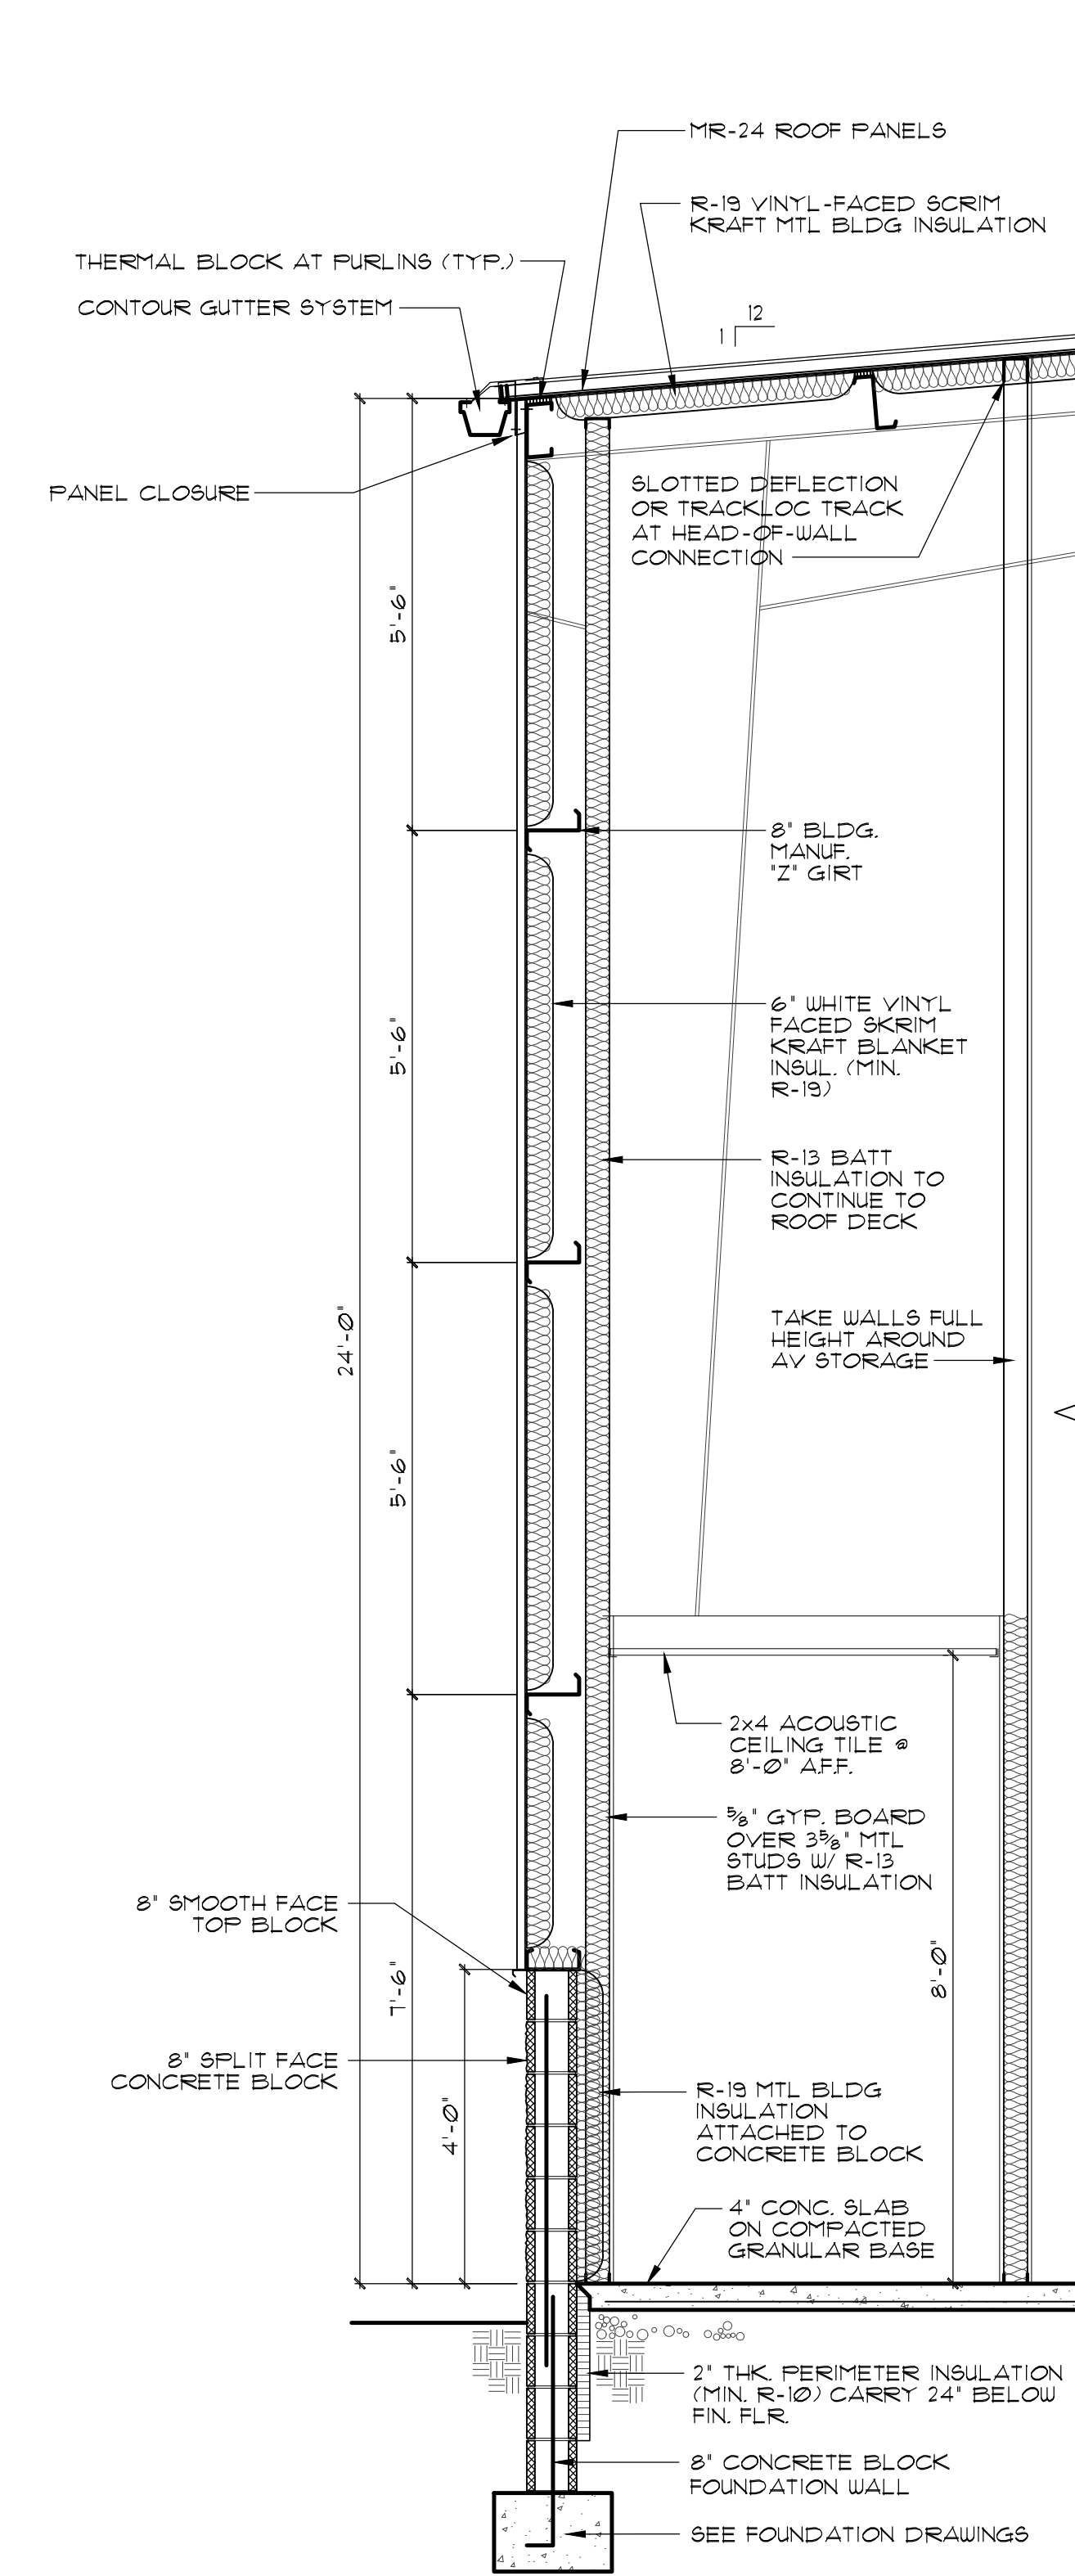 MR-24 ROOF PANELS
R-19 VINYL-FACED SCRIM
KRAFT MTL BLDG INSULATION
THERMAL BLOCK AT PURLINS (TYP.)
CONTOUR GUTTER SYSTEM
12
1
PANEL CLOSURE
SLOTTED DEFLECTION
OR TRACKLOC TRACK
AT HEAD-OF-WALL
CONNECTION
5'-6"
8" BLDG.
MANUF.
"Z" GIRT
6" WHITE VINYL
FACED SKRIM
KRAFT BLANKET
INSUL. (MIN.
R-19)
5'-6"
R-13 BATT
INSULATION TO
CONTINUE TO
ROOF DECK
24'-0"
TAKE WALLS FULL
HEIGHT AROUND
AV STORAGE
5'-6"
2x4 ACOUSTIC
CEILING TILE @
8'-0" A.F.F.
5/8" GYP. BOARD
OVER 3 5/8" MTL
STUDS W/ R-13
BATT INSULATION
8" SMOOTH FACE
TOP BLOCK
7'-6"
8'-0"
8" SPLIT FACE
CONCRETE BLOCK
4'-0"
R-19 MTL BLDG
INSULATION
ATTACHED TO
CONCRETE BLOCK
4" CONC. SLAB
ON COMPACTED
GRANULAR BASE
2" THK. PERIMETER INSULATION
(MIN. R-10) CARRY 24" BELOW
FIN. FLR.
8" CONCRETE BLOCK
FOUNDATION WALL
SEE FOUNDATION DRAWINGS